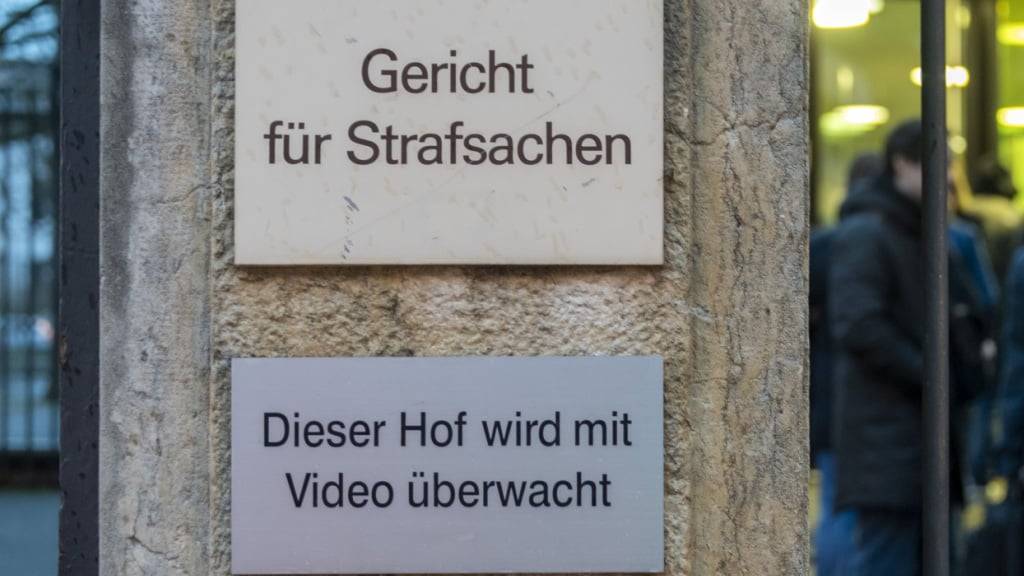 Gericht
für Strafsachen
Dieser Hof wird mit
Video überwacht